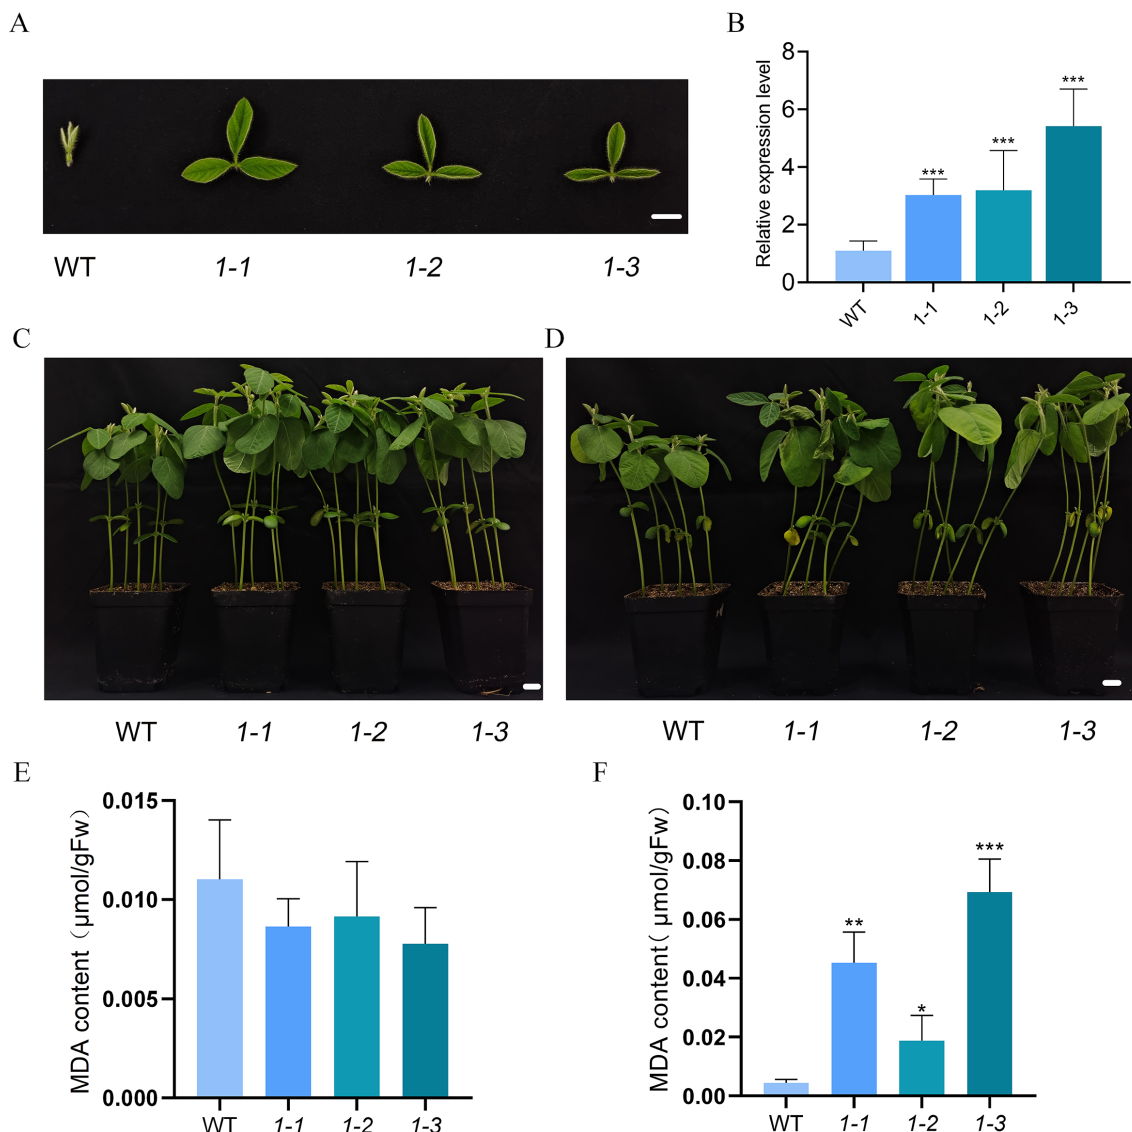 A
WT
1-1
1-2
1-3
B
Relative expression level
8
6
4
2
0
***
***
***
WT
1-1
1-2
1-3
C
WT
1-1
1-2
1-3
D
WT
1-1
1-2
1-3
E
MDA content（μmol/gFw）
0.015
0.010
0.005
0.000
WT
1-1
1-2
1-3
F
MDA content( μmol/gFw）
0.10
0.08
0.06
0.04
0.02
0.00
**
*
***
WT
1-1
1-2
1-3